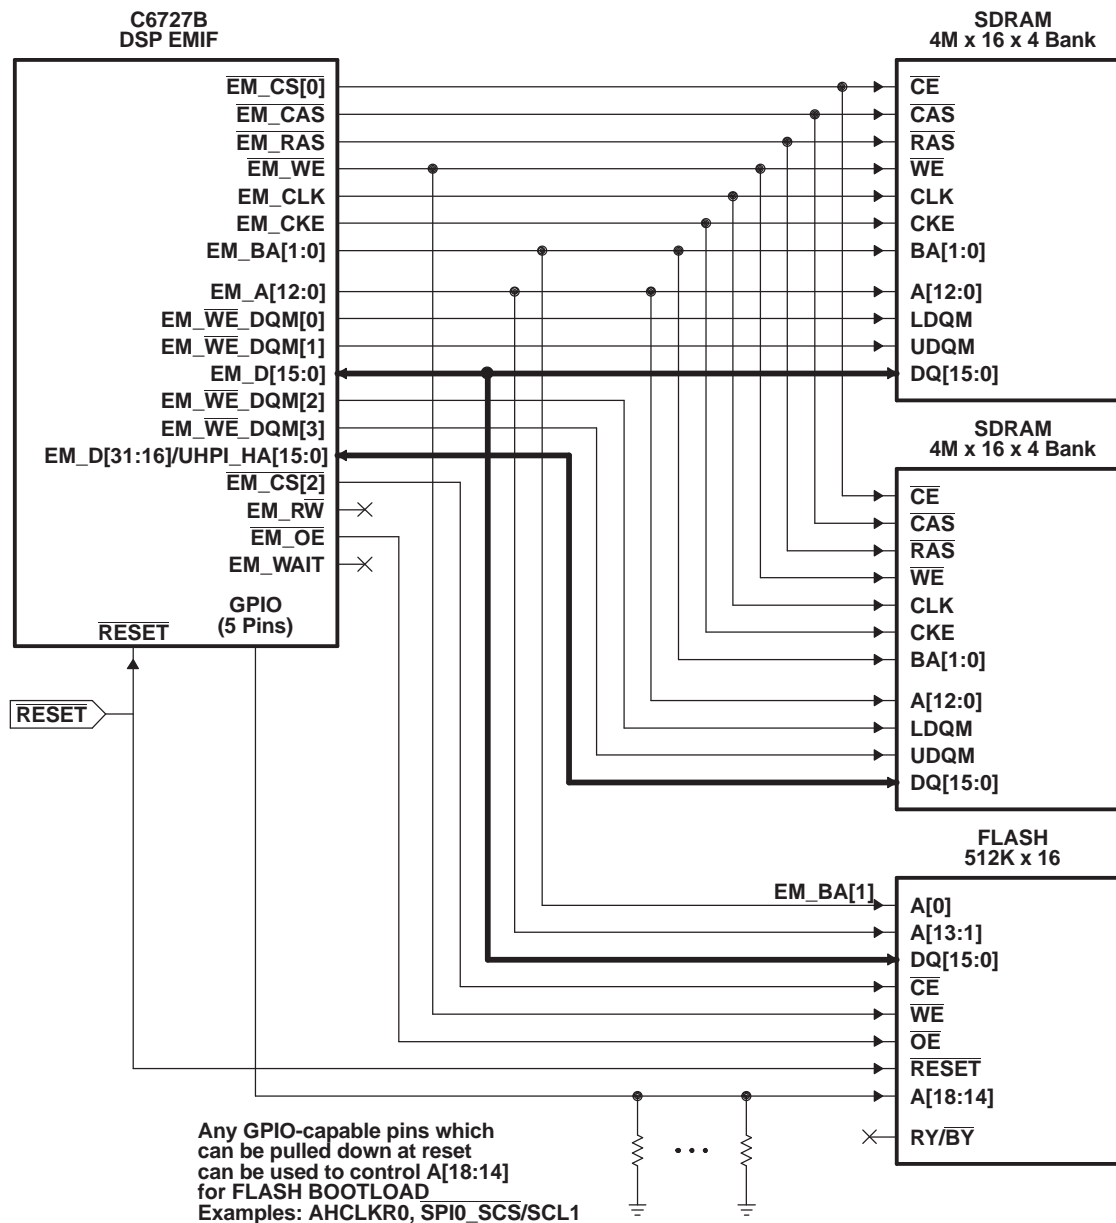 C6727B
DSP EMIF
EM_CS[0]
EM_CAS
EM_RAS
EM_WE
EM_CLK
EM_CKE
EM_BA[1:0]
EM_A[12:0]
EM_WE_DQM[0]
EM_WE_DQM[1]
EM_D[15:0]
EM_WE_DQM[2]
EM_WE_DQM[3]
EM_D[31:16]/UHPI_HA[15:0]
EM_CS[2]
EM_RW
EM_OE
EM_WAIT
GPIO
(5 Pins)
RESET
RESET
SDRAM
4M x 16 x 4 Bank
CE
CAS
RAS
WE
CLK
CKE
BA[1:0]
A[12:0]
LDQM
UDQM
DQ[15:0]
SDRAM
4M x 16 x 4 Bank
CE
CAS
RAS
WE
CLK
CKE
BA[1:0]
A[12:0]
LDQM
UDQM
DQ[15:0]
FLASH
512K x 16
EM_BA[1]
A[0]
A[13:1]
DQ[15:0]
CE
WE
OE
RESET
A[18:14]
RY/BY
Any GPIO-capable pins which
can be pulled down at reset
can be used to control A[18:14]
for FLASH BOOTLOAD
Examples: AHCLKR0, SPI0_SCS/SCL1